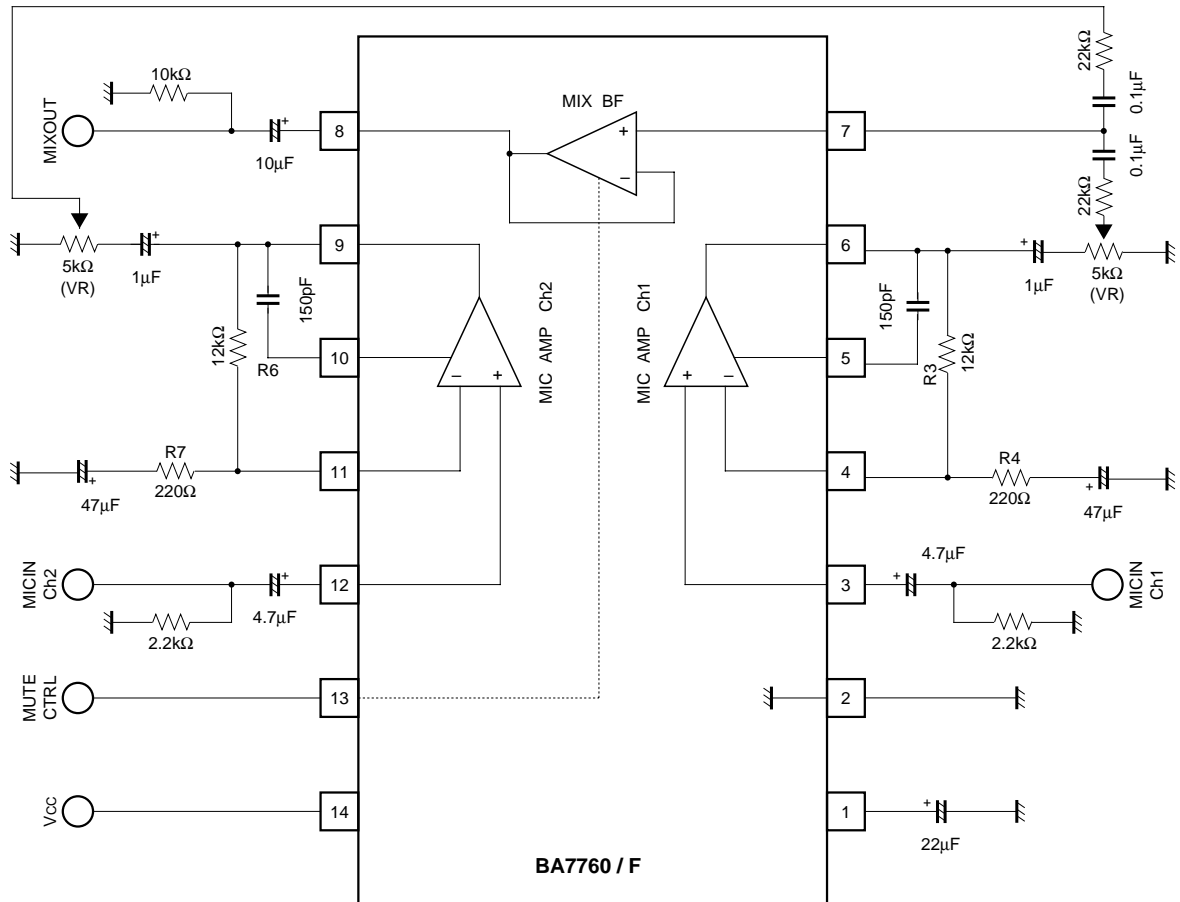 10kΩ
MIXOUT
+
10µF
8
MIX BF
+
−
7
22kΩ
0.1µF
0.1µF
22kΩ
5kΩ
(VR)
+
1µF
9
12kΩ
150pF
R6
10
MIC AMP Ch2
− +
MIC AMP Ch1
+ −
6
+
1µF
5kΩ
(VR)
150pF
5
R3
12kΩ
R7
220Ω
+
47µF
11
4
R4
220Ω
+
47µF
MICIN
Ch2
+
4.7µF
2.2kΩ
12
3
4.7µF
+
2.2kΩ
MICIN
Ch1
MUTE
CTRL
13
2
Vcc
14
1
+
22µF
BA7760 / F